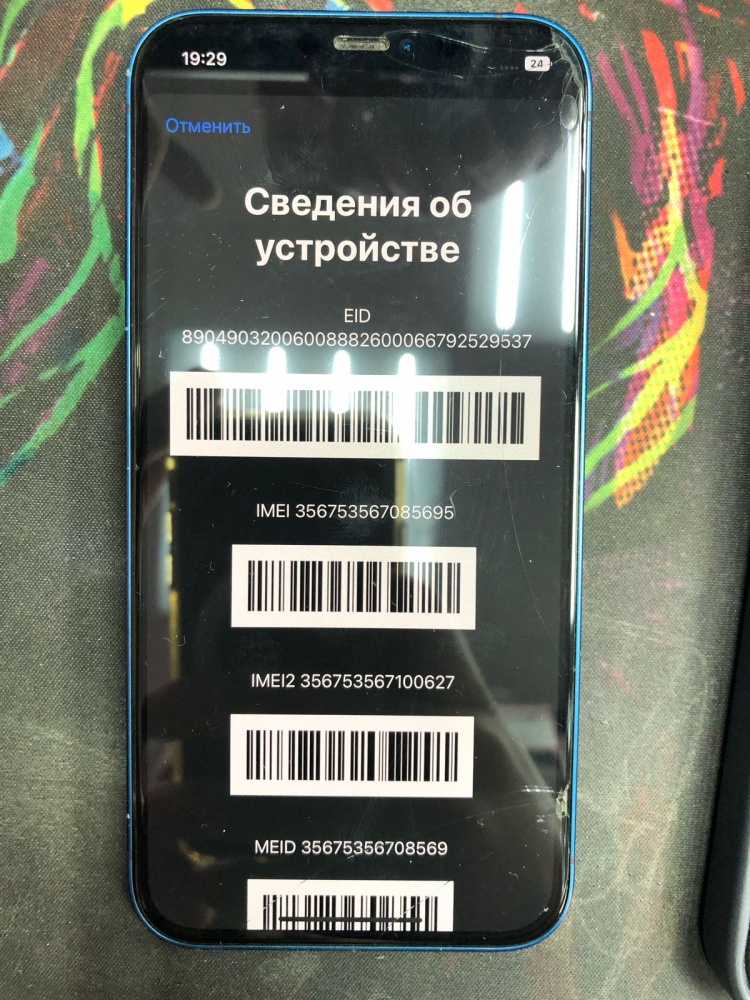 19:29
24
Отменить
Сведения об
устройстве
EID
89049032006008882600066792529537
IMEI 356753567085695
IMEI2 356753567100627
MEID 35675356708569